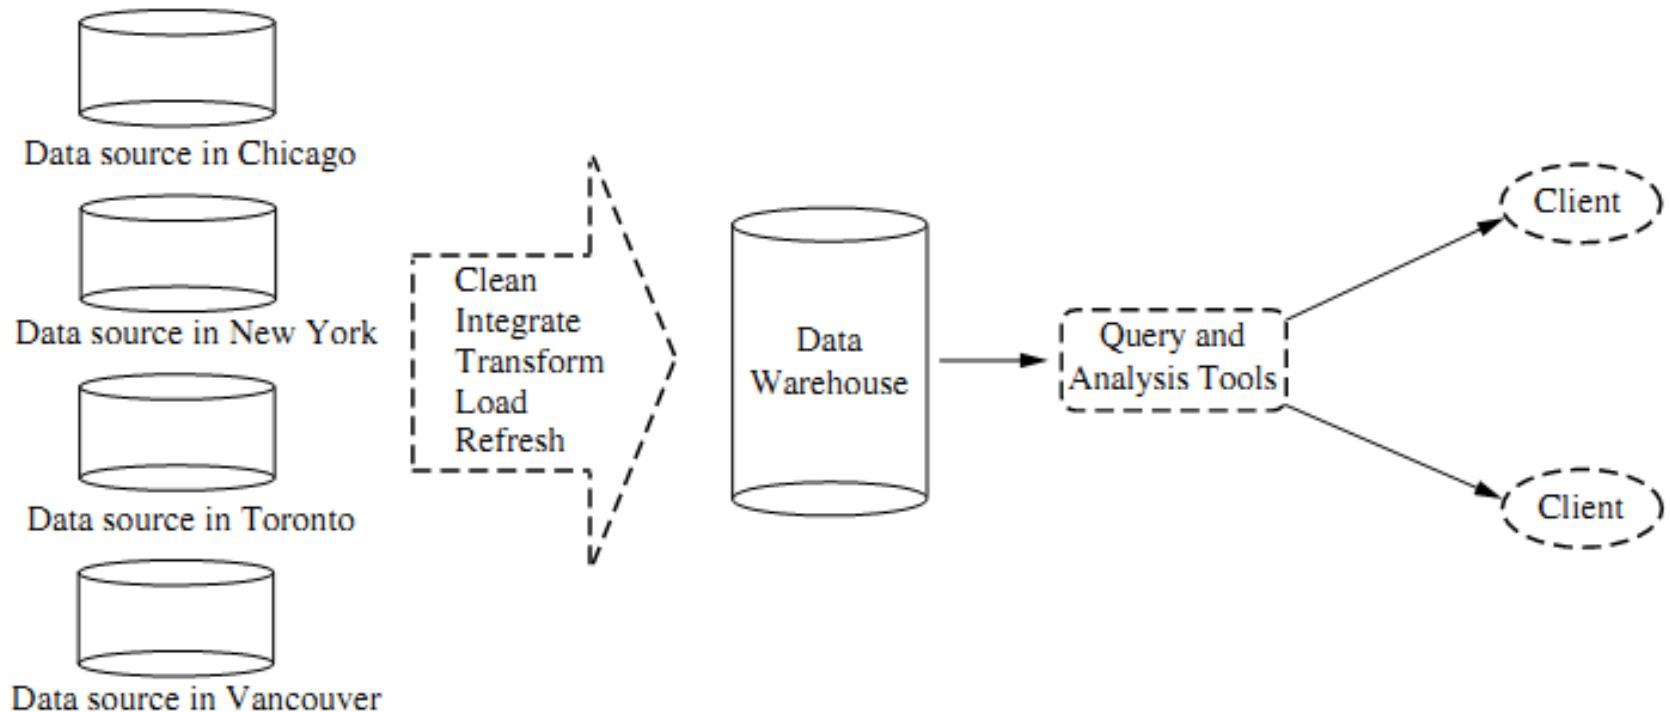 Data source in Chicago
Data source in New York
Data source in Toronto
Data source in Vancouver
Clean
Integrate
Transform
Load
Refresh
Data
Warehouse
Query and
Analysis Tools
Client
Client